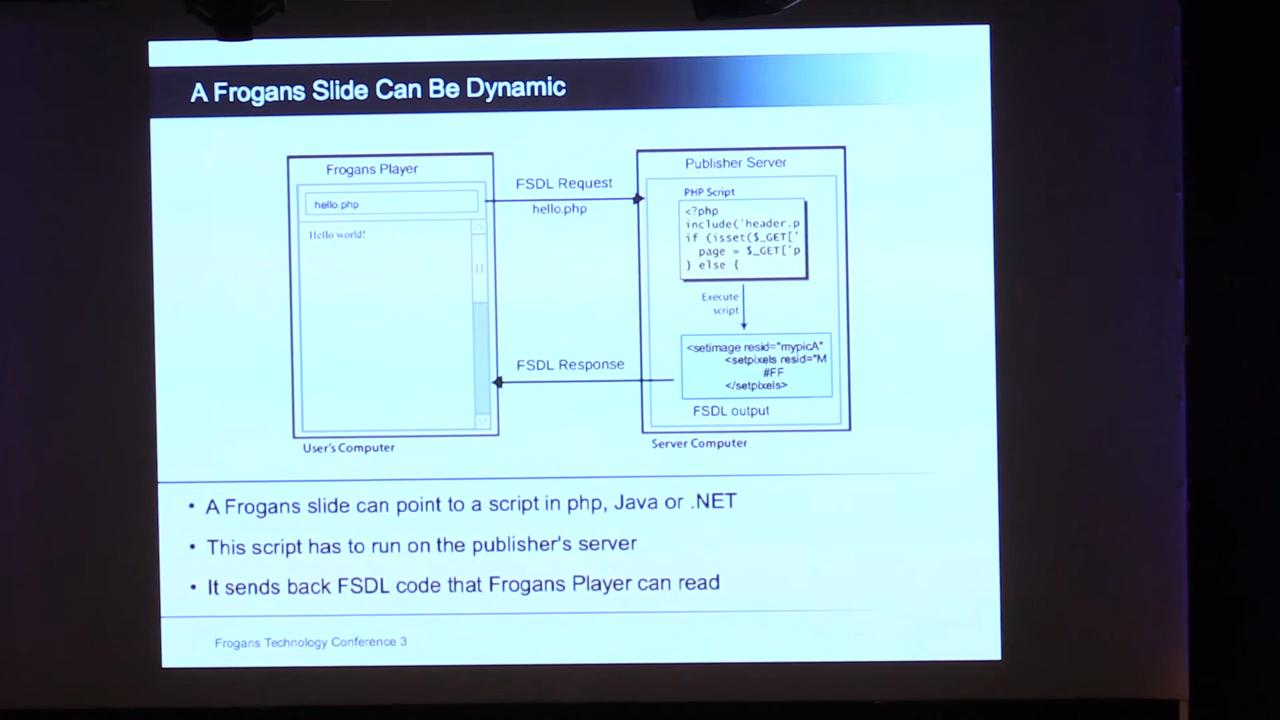 A Frogans Slide Can Be Dynamic
Frogans Player
hello.php
Hello world!
User's Computer
FSDL Request
hello.php
FSDL Response
Publisher Server
PHP Script
<?php
include('header.p
if (isset($_GET['
page = $_GET['p
} else {
Execute
script
<setimage resid="mypicA"
<setpixels resid="M
#FF
</setpixels>
FSDL output
Server Computer
• A Frogans slide can point to a script in php, Java or .NET
• This script has to run on the publisher's server
• It sends back FSDL code that Frogans Player can read
Frogans Technology Conference 3